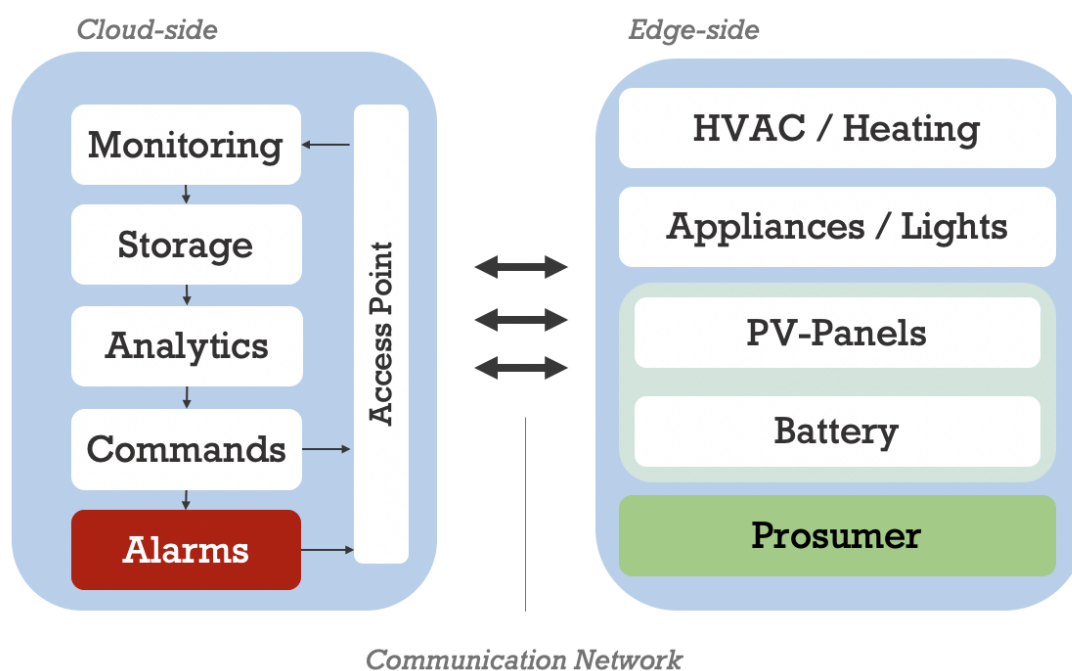 Cloud-side
Monitoring
Storage
Analytics
Commands
Alarms
Access Point
Edge-side
HVAC / Heating
Appliances / Lights
PV-Panels
Battery
Prosumer
Communication Network